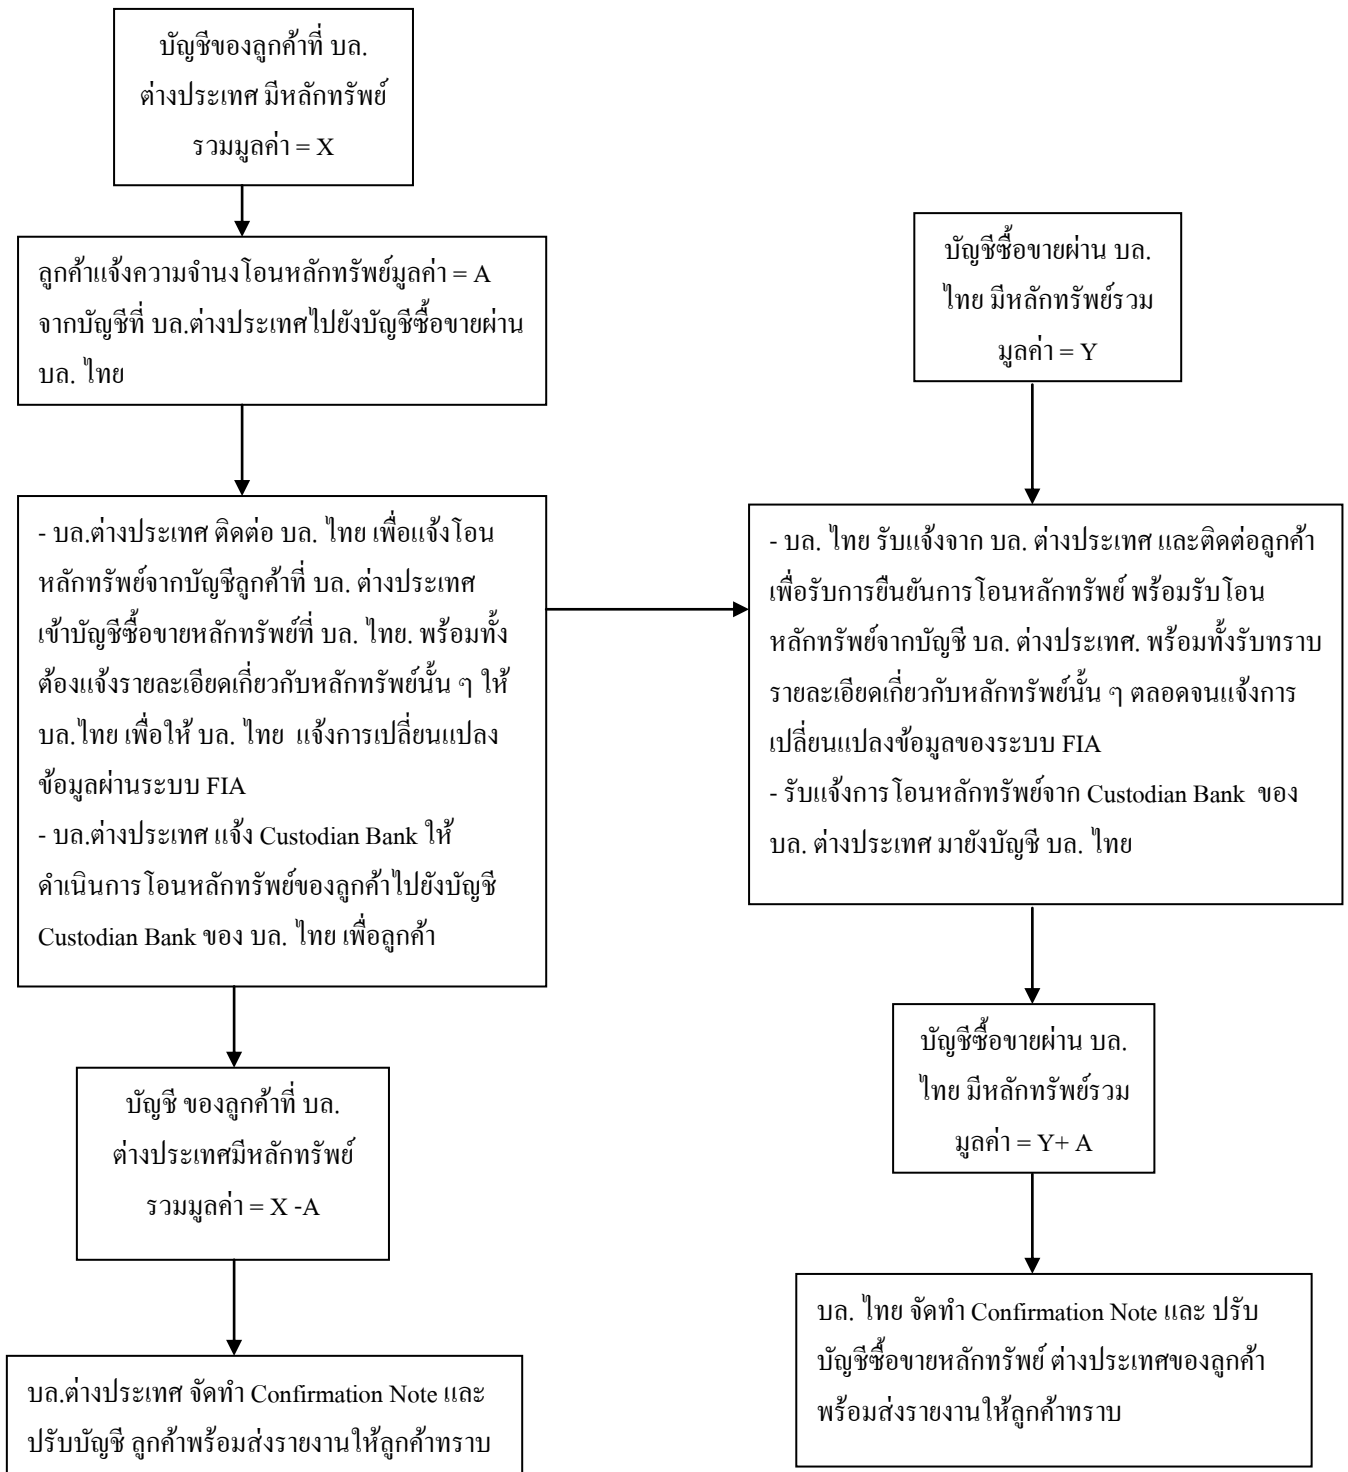 บัญชีของลูกค้าที่ บล.
ต่างประเทศ มีหลักทรัพย์
รวมมูลค่า = X
ลูกค้าแจ้งความจำนงโอนหลักทรัพย์มูลค่า = A
จากบัญชีที่ บล.ต่างประเทศไปยังบัญชีซื้อขายผ่าน
บล. ไทย
บัญชีซื้อขายผ่าน บล.
ไทย มีหลักทรัพย์รวม
มูลค่า = Y
- บล.ต่างประเทศ ติดต่อ บล. ไทย เพื่อแจ้งโอน
หลักทรัพย์จากบัญชีลูกค้าที่ บล. ต่างประเทศ
เข้าบัญชีซื้อขายหลักทรัพย์ที่ บล. ไทย. พร้อมทั้ง
ต้องแจ้งรายละเอียดเกี่ยวกับหลักทรัพย์นั้น ๆ ให้
บล.ไทย เพื่อให้ บล. ไทย แจ้งการเปลี่ยนแปลง
ข้อมูลผ่านระบบ FIA
- บล.ต่างประเทศ แจ้ง Custodian Bank ให้
ดำเนินการโอนหลักทรัพย์ของลูกค้าไปยังบัญชี
Custodian Bank ของ บล. ไทย เพื่อลูกค้า
- บล. ไทย รับแจ้งจาก บล. ต่างประเทศ และติดต่อลูกค้า
เพื่อรับการยืนยันการโอนหลักทรัพย์ พร้อมรับโอน
หลักทรัพย์จากบัญชี บล. ต่างประเทศ. พร้อมทั้งรับทราบ
รายละเอียดเกี่ยวกับหลักทรัพย์นั้น ๆ ตลอดจนแจ้งการ
เปลี่ยนแปลงข้อมูลของระบบ FIA
- รับแจ้งการโอนหลักทรัพย์จาก Custodian Bank ของ
บล. ต่างประเทศ มายังบัญชี บล. ไทย
บัญชี ของลูกค้าที่ บล.
ต่างประเทศมีหลักทรัพย์
รวมมูลค่า = X -A
บัญชีซื้อขายผ่าน บล.
ไทย มีหลักทรัพย์รวม
มูลค่า = Y+ A
บล.ต่างประเทศ จัดทำ Confirmation Note และ
ปรับบัญชี ลูกค้าพร้อมส่งรายงานให้ลูกค้าทราบ
บล. ไทย จัดทำ Confirmation Note และ ปรับ
บัญชีซื้อขายหลักทรัพย์ ต่างประเทศของลูกค้า
พร้อมส่งรายงานให้ลูกค้าทราบ